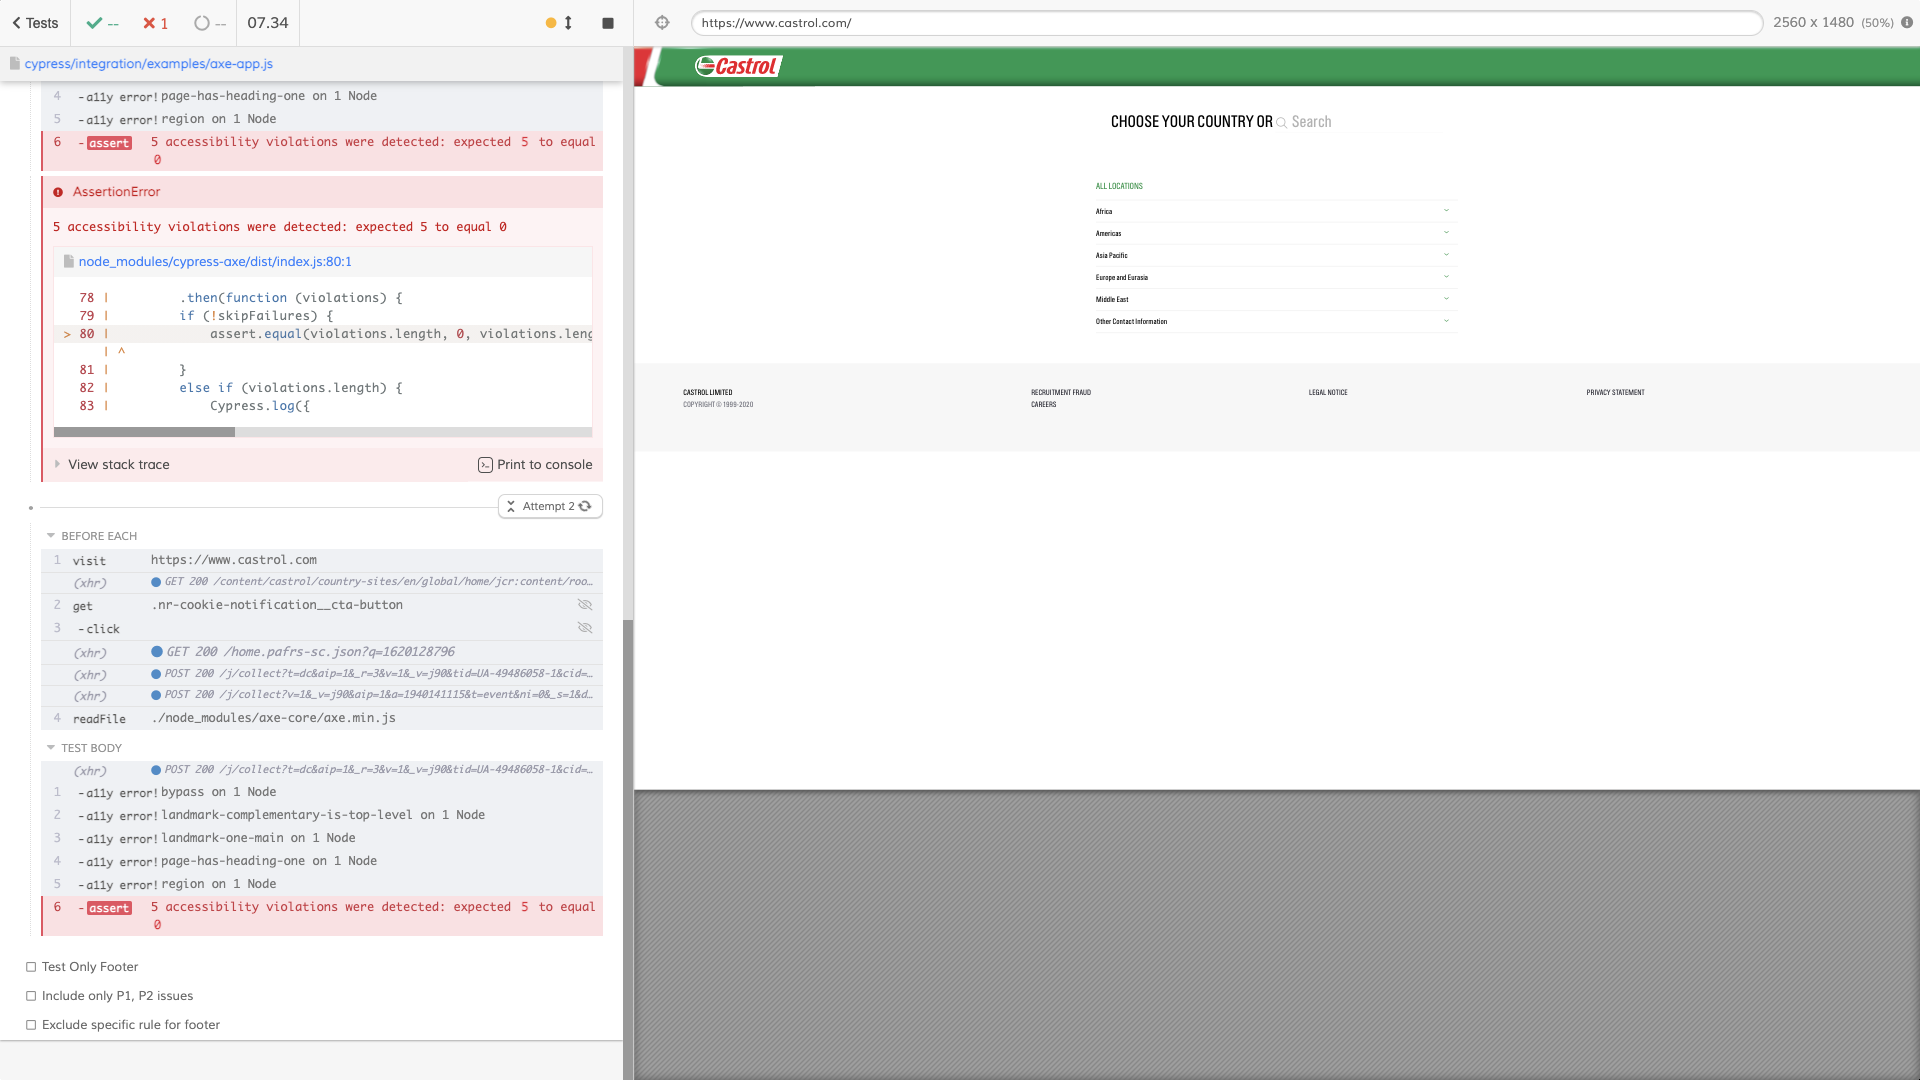 Tests
--
1
--
07.34
cypress/integration/examples/axe-app.js
4 -a11y error! page-has-heading-one on 1 Node
5 -a11y error! region on 1 Node
6 -assert 5 accessibility violations were detected: expected 5 to equal
0
AssertionError
5 accessibility violations were detected: expected 5 to equal 0
node_modules/cypress-axe/dist/index.js:80:1
78 | .then(function (violations) {
79 | if (!skipFailures) {
> 80 | assert.equal(violations.length, 0, violations.leng
| ^
81 | }
82 | else if (violations.length) {
83 | Cypress.log({
View stack trace
Print to console
Attempt 2
BEFORE EACH
1 visit https://www.castrol.com
(xhr) GET 200 /content/castrol/country-sites/en/global/home/jcr:content/roo...
2 get .nr-cookie-notification__cta-button
3 -click
(xhr) GET 200 /home.pafrs-sc.json?q=1620128796
(xhr) POST 200 /j/collect?t=dc&aip=1&_r=3&v=1&_v=j90&tid=UA-49486058-1&cid=...
(xhr) POST 200 /j/collect?v=1&_v=j90&aip=1&a=1940141115&t=event&ni=0&_s=1&d...
4 readFile ./node_modules/axe-core/axe.min.js
TEST BODY
(xhr) POST 200 /j/collect?t=dc&aip=1&_r=3&v=1&_v=j90&tid=UA-49486058-1&cid=...
1 -a11y error! bypass on 1 Node
2 -a11y error! landmark-complementary-is-top-level on 1 Node
3 -a11y error! landmark-one-main on 1 Node
4 -a11y error! page-has-heading-one on 1 Node
5 -a11y error! region on 1 Node
6 -assert 5 accessibility violations were detected: expected 5 to equal
0
Test Only Footer
Include only P1, P2 issues
Exclude specific rule for footer
https://www.castrol.com/
2560 x 1480 (50%)
Castrol
CHOOSE YOUR COUNTRY OR Search
ALL LOCATIONS
Africa
Americas
Asia Pacific
Europe and Eurasia
Middle East
Other Contact Information
CASTROL LIMITED
COPYRIGHT © 1999-2020
RECRUITMENT FRAUD
CAREERS
LEGAL NOTICE
PRIVACY STATEMENT